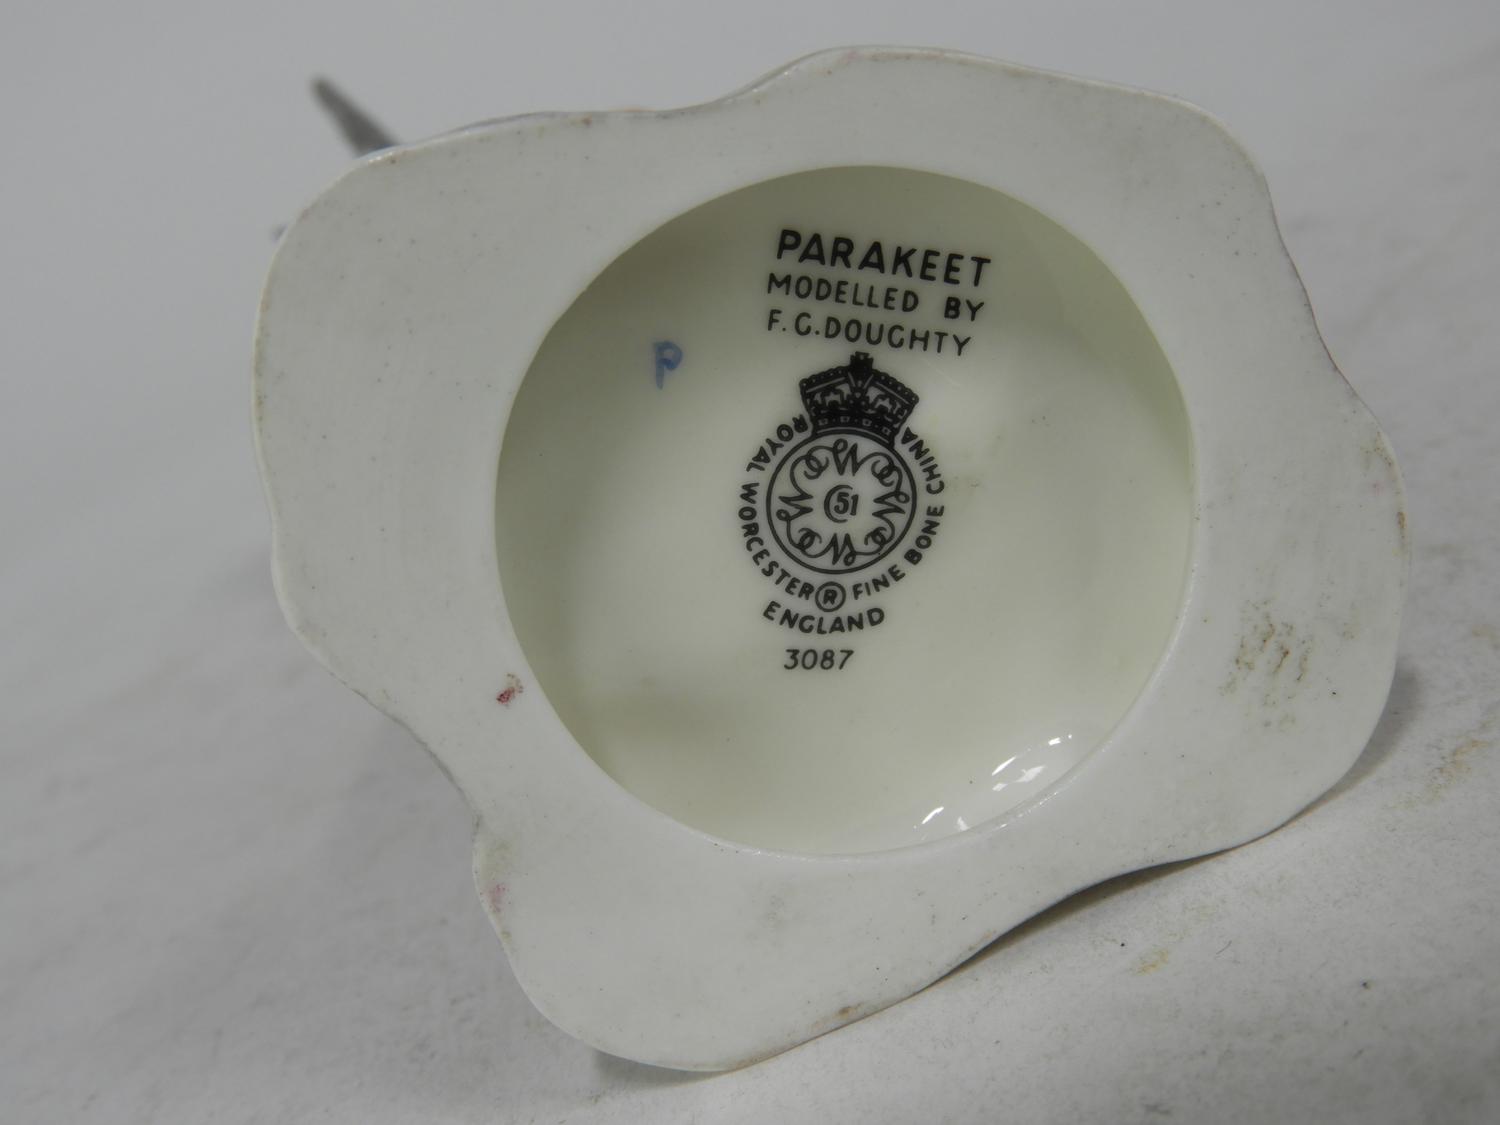 PARAKEET
MODELLED BY
F.G.DOUGHTY
P
ROYAL WORCESTER ® FINE BONE CHINA
51
ENGLAND
3087